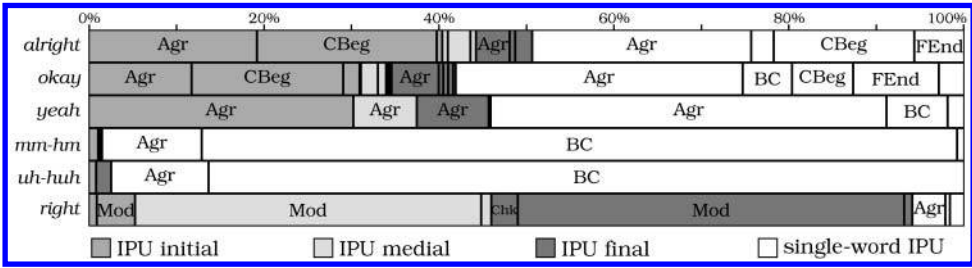 0% 20% 40% 60% 80% 100%
alright Agr CBeg Agr Agr CBeg FEnd
okay Agr CBeg Agr Agr BC CBeg FEnd
yeah Agr Agr Agr Agr BC
mm-hm Agr BC
uh-huh Agr BC
right Mod Mod Chk Mod Agr
IPU initial IPU medial IPU final single-word IPU